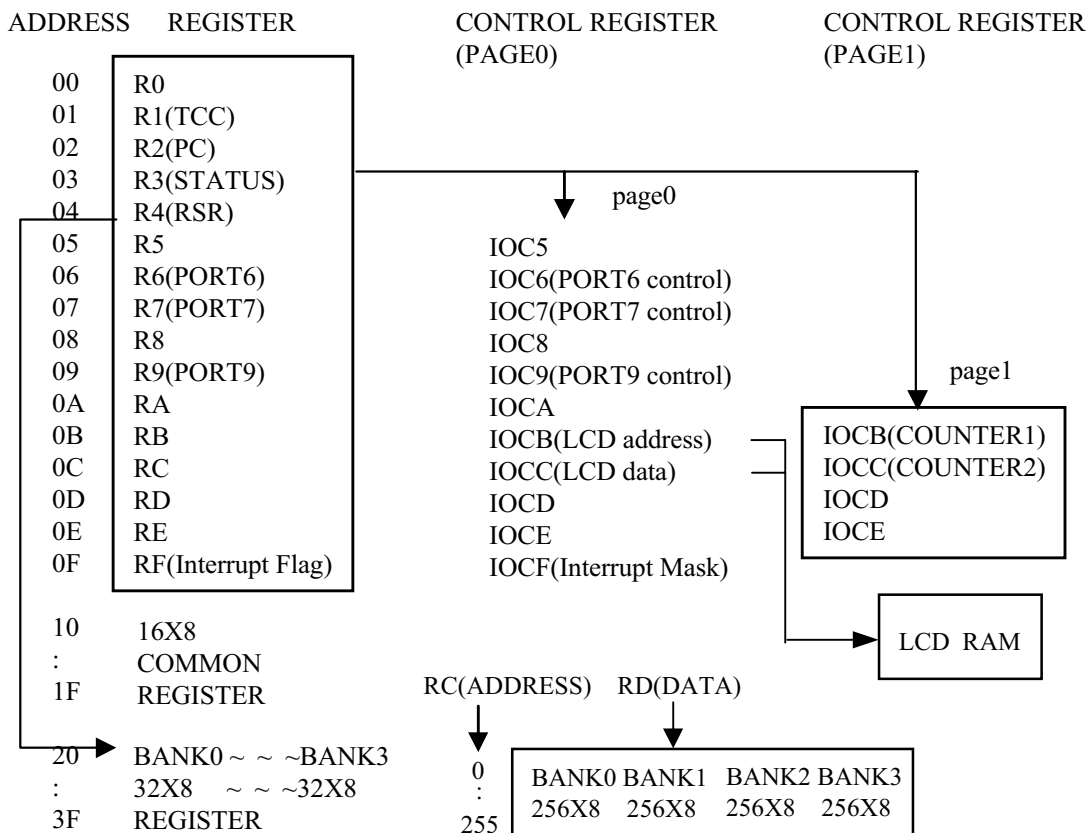 ADDRESS REGISTER CONTROL REGISTER CONTROL REGISTER
(PAGE0) (PAGE1)
00 R0
01 R1(TCC)
02 R2(PC)
03 R3(STATUS)
page0
04 R4(RSR)
05 R5 IOC5
06 R6(PORT6) IOC6(PORT6 control)
07 R7(PORT7) IOC7(PORT7 control)
08 R8 IOC8
09 R9(PORT9) IOC9(PORT9 control) page1
0A RA IOCA
0B RB IOCB(LCD address) IOCB(COUNTER1)
0C RC IOCC(LCD data) IOCC(COUNTER2)
0D RD IOCD IOCD
0E RE IOCE IOCE
0F RF(Interrupt Flag) IOCF(Interrupt Mask)
10 16X8
: COMMON LCD RAM
1F REGISTER RC(ADDRESS) RD(DATA)
20 BANK0 ~ ~ ~BANK3
: 32X8 ~ ~ ~32X8
3F REGISTER
0 BANK0 BANK1 BANK2 BANK3
: 256X8 256X8 256X8 256X8
255